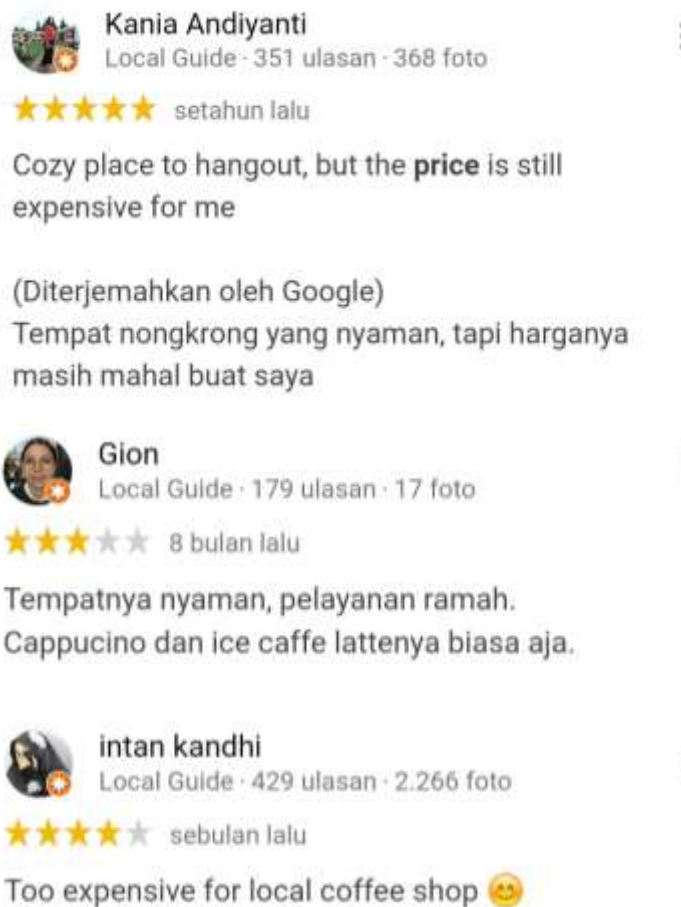 Kania Andiyanti
Local Guide · 351 ulasan · 368 foto
setahun lalu
Cozy place to hangout, but the price is still
expensive for me
(Diterjemahkan oleh Google)
Tempat nongkrong yang nyaman, tapi harganya
masih mahal buat saya
Gion
Local Guide · 179 ulasan · 17 foto
8 bulan lalu
Tempatnya nyaman, pelayanan ramah.
Cappucino dan ice caffe lattenya biasa aja.
intan kandhi
Local Guide · 429 ulasan · 2.266 foto
sebulan lalu
Too expensive for local coffee shop 😊